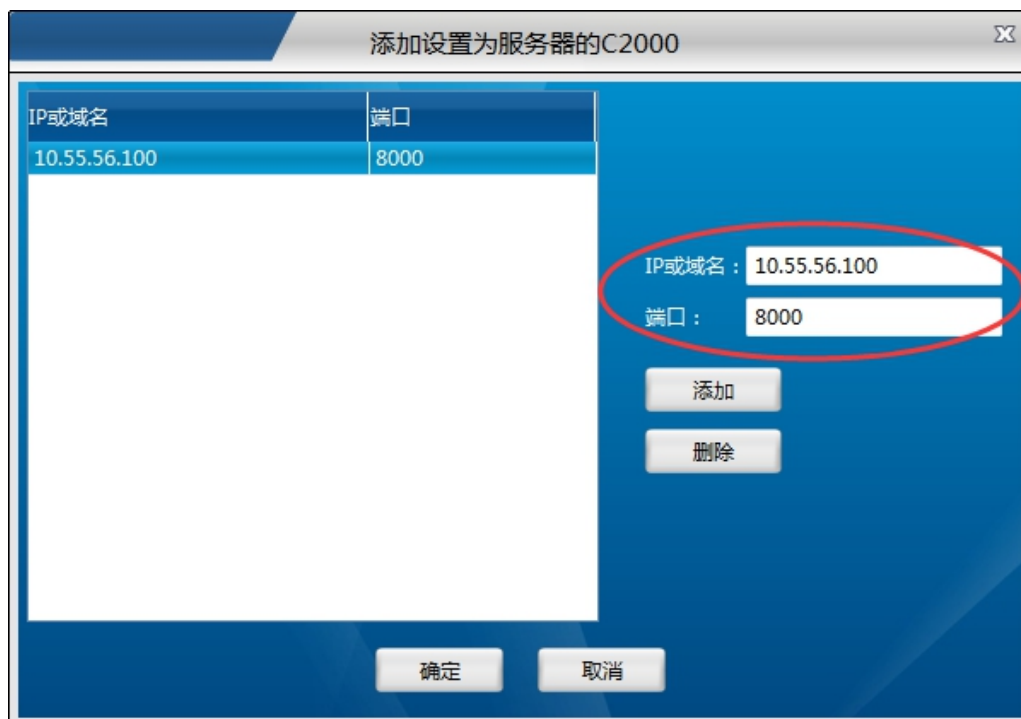 添加设置为服务器的C2000
IP或域名 端口
10.55.56.100 8000
IP或域名： 10.55.56.100
端口： 8000
添加
删除
确定 取消